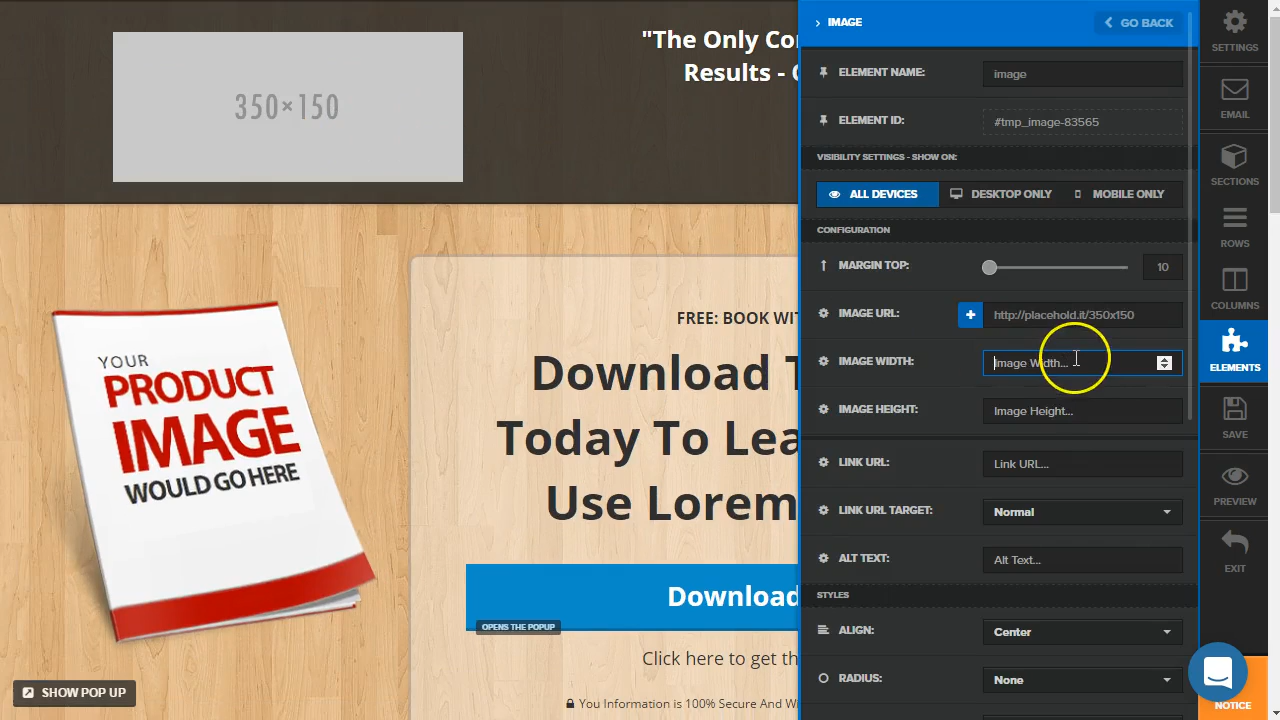 350×150
"The Only Co
Results - 
YOUR
PRODUCT
IMAGE
WOULD GO HERE
FREE: BOOK WIT
Download T
Today To Lea
Use Lorem
Download
OPENS THE POPUP
Click here to get th
You Information is 100% Secure And W
SHOW POP UP
IMAGE
GO BACK
ELEMENT NAME:
image
ELEMENT ID:
#tmp_image-83565
VISIBILITY SETTINGS - SHOW ON:
ALL DEVICES
DESKTOP ONLY
MOBILE ONLY
CONFIGURATION
MARGIN TOP:
10
IMAGE URL:
+
http://placehold.it/350x150
IMAGE WIDTH:
Image Width...
IMAGE HEIGHT:
Image Height...
LINK URL:
Link URL...
LINK URL TARGET:
Normal
ALT TEXT:
Alt Text...
STYLES
ALIGN:
Center
RADIUS:
None
SETTINGS
EMAIL
SECTIONS
ROWS
COLUMNS
ELEMENTS
SAVE
PREVIEW
EXIT
NOTICE